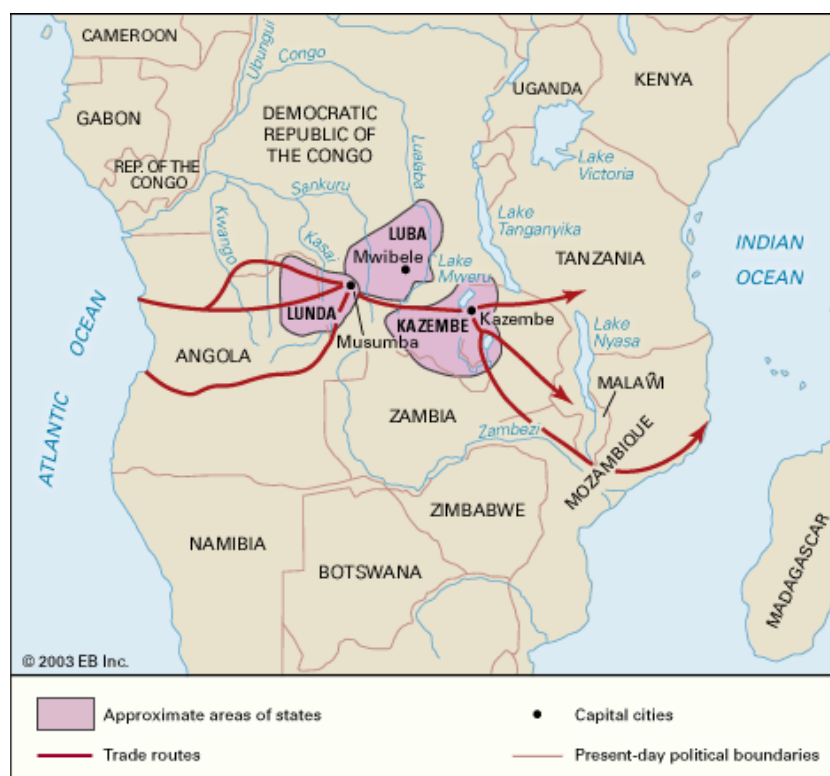 CAMEROON
Ubungui
Congo
UGANDA
KENYA
GABON
DEMOCRATIC
REPUBLIC OF
THE CONGO
REP. OF THE
CONGO
Lualaba
Lake
Victoria
Sankuru
Kwango
Kasai
LUBA
Mwibele
Lake
Tanganyika
Lake
Mweru
TANZANIA
INDIAN
OCEAN
LUNDA
Musumba
KAZEMBE
Kazembe
Lake
Nyasa
ATLANTIC OCEAN
ANGOLA
MALAŴI
ZAMBIA
Zambezi
MOZAMBIQUE
ZIMBABWE
NAMIBIA
BOTSWANA
MADAGASCAR
© 2003 EB Inc.
Approximate areas of states
Capital cities
Trade routes
Present-day political boundaries